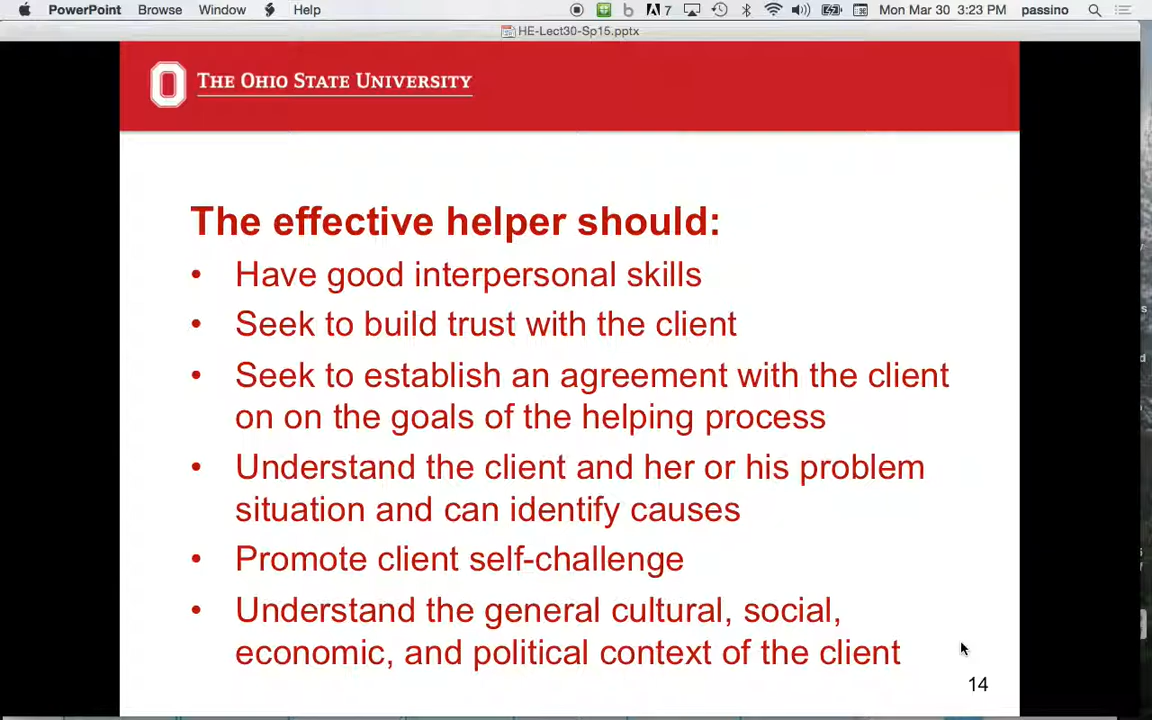 PowerPoint Browse Window Help 7 Mon Mar 30 3:23 PM passino
HE-Lect30-Sp15.pptx
THE OHIO STATE UNIVERSITY
The effective helper should:
• Have good interpersonal skills
• Seek to build trust with the client
• Seek to establish an agreement with the client
on on the goals of the helping process
• Understand the client and her or his problem
situation and can identify causes
• Promote client self-challenge
• Understand the general cultural, social,
economic, and political context of the client
14